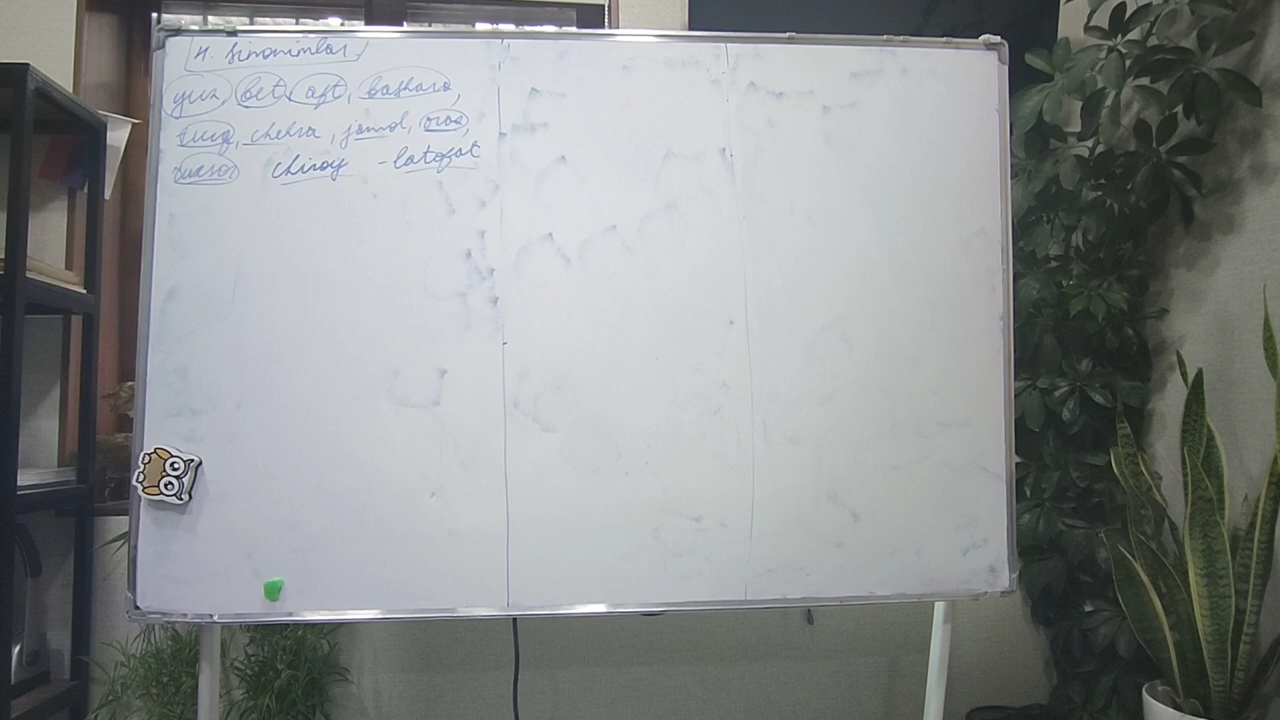 4. Sinonimlar
yuz, bet, aft, bashara,
turq, chehra, jamol, oraz,
ruxsor chiroy - latofat